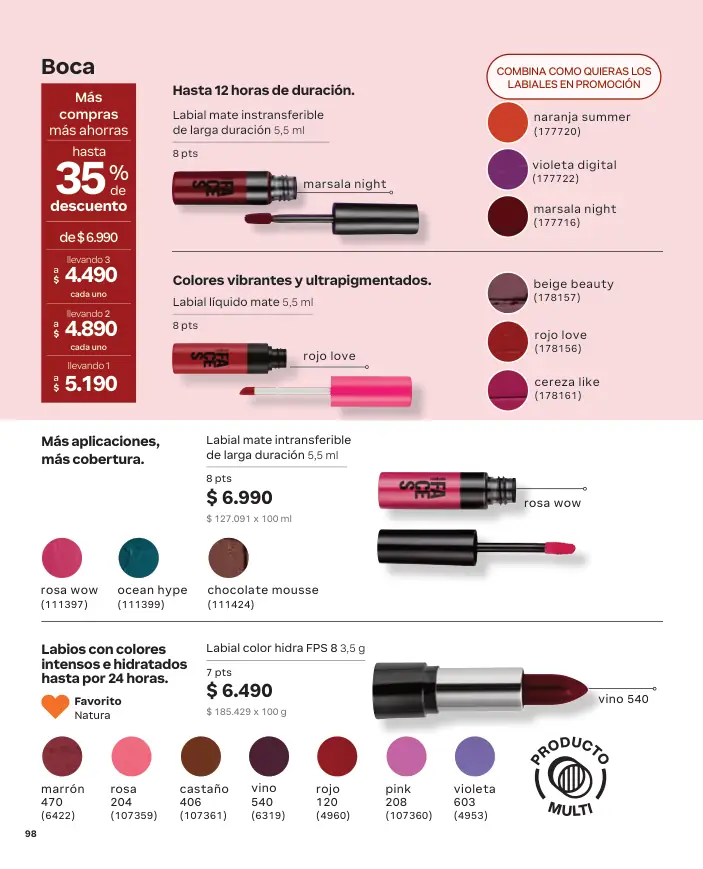 Boca
Más
compras
más ahorras
hasta
35 %
de
descuento
de $ 6.990
llevando 3
a $ 4.490
cada uno
llevando 2
a $ 4.890
cada uno
llevando 1
a $ 5.190
Hasta 12 horas de duración.
Labial mate instransferible
de larga duración 5,5 ml
8 pts
FACES
marsala night
COMBINA COMO QUIERAS LOS
LABIALES EN PROMOCIÓN
naranja summer
(177720)
violeta digital
(177722)
marsala night
(177716)
Colores vibrantes y ultrapigmentados.
Labial líquido mate 5,5 ml
8 pts
FACES
rojo love
beige beauty
(178157)
rojo love
(178156)
cereza like
(178161)
Más aplicaciones,
más cobertura.
Labial mate intransferible
de larga duración 5,5 ml
8 pts
$ 6.990
$ 127.091 x 100 ml
FACES
rosa wow
rosa wow
(111397)
ocean hype
(111399)
chocolate mousse
(111424)
Labios con colores
intensos e hidratados
hasta por 24 horas.
Favorito
Natura
Labial color hidra FPS 8 3,5 g
7 pts
$ 6.490
$ 185.429 x 100 g
vino 540
marrón
470
(6422)
rosa
204
(107359)
castaño
406
(107361)
vino
540
(6319)
rojo
120
(4960)
pink
208
(107360)
violeta
603
(4953)
PRODUCTO
MULTI
98